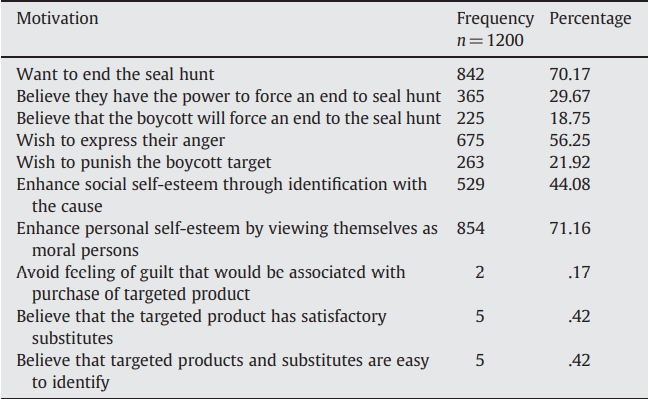 Motivation Frequency Percentage
n = 1200
Want to end the seal hunt 842 70.17
Believe they have the power to force an end to seal hunt 365 29.67
Believe that the boycott will force an end to the seal hunt 225 18.75
Wish to express their anger 675 56.25
Wish to punish the boycott target 263 21.92
Enhance social self-esteem through identification with 529 44.08
the cause
Enhance personal self-esteem by viewing themselves as 854 71.16
moral persons
Avoid feeling of guilt that would be associated with 2 .17
purchase of targeted product
Believe that the targeted product has satisfactory 5 .42
substitutes
Believe that targeted products and substitutes are easy 5 .42
to identify